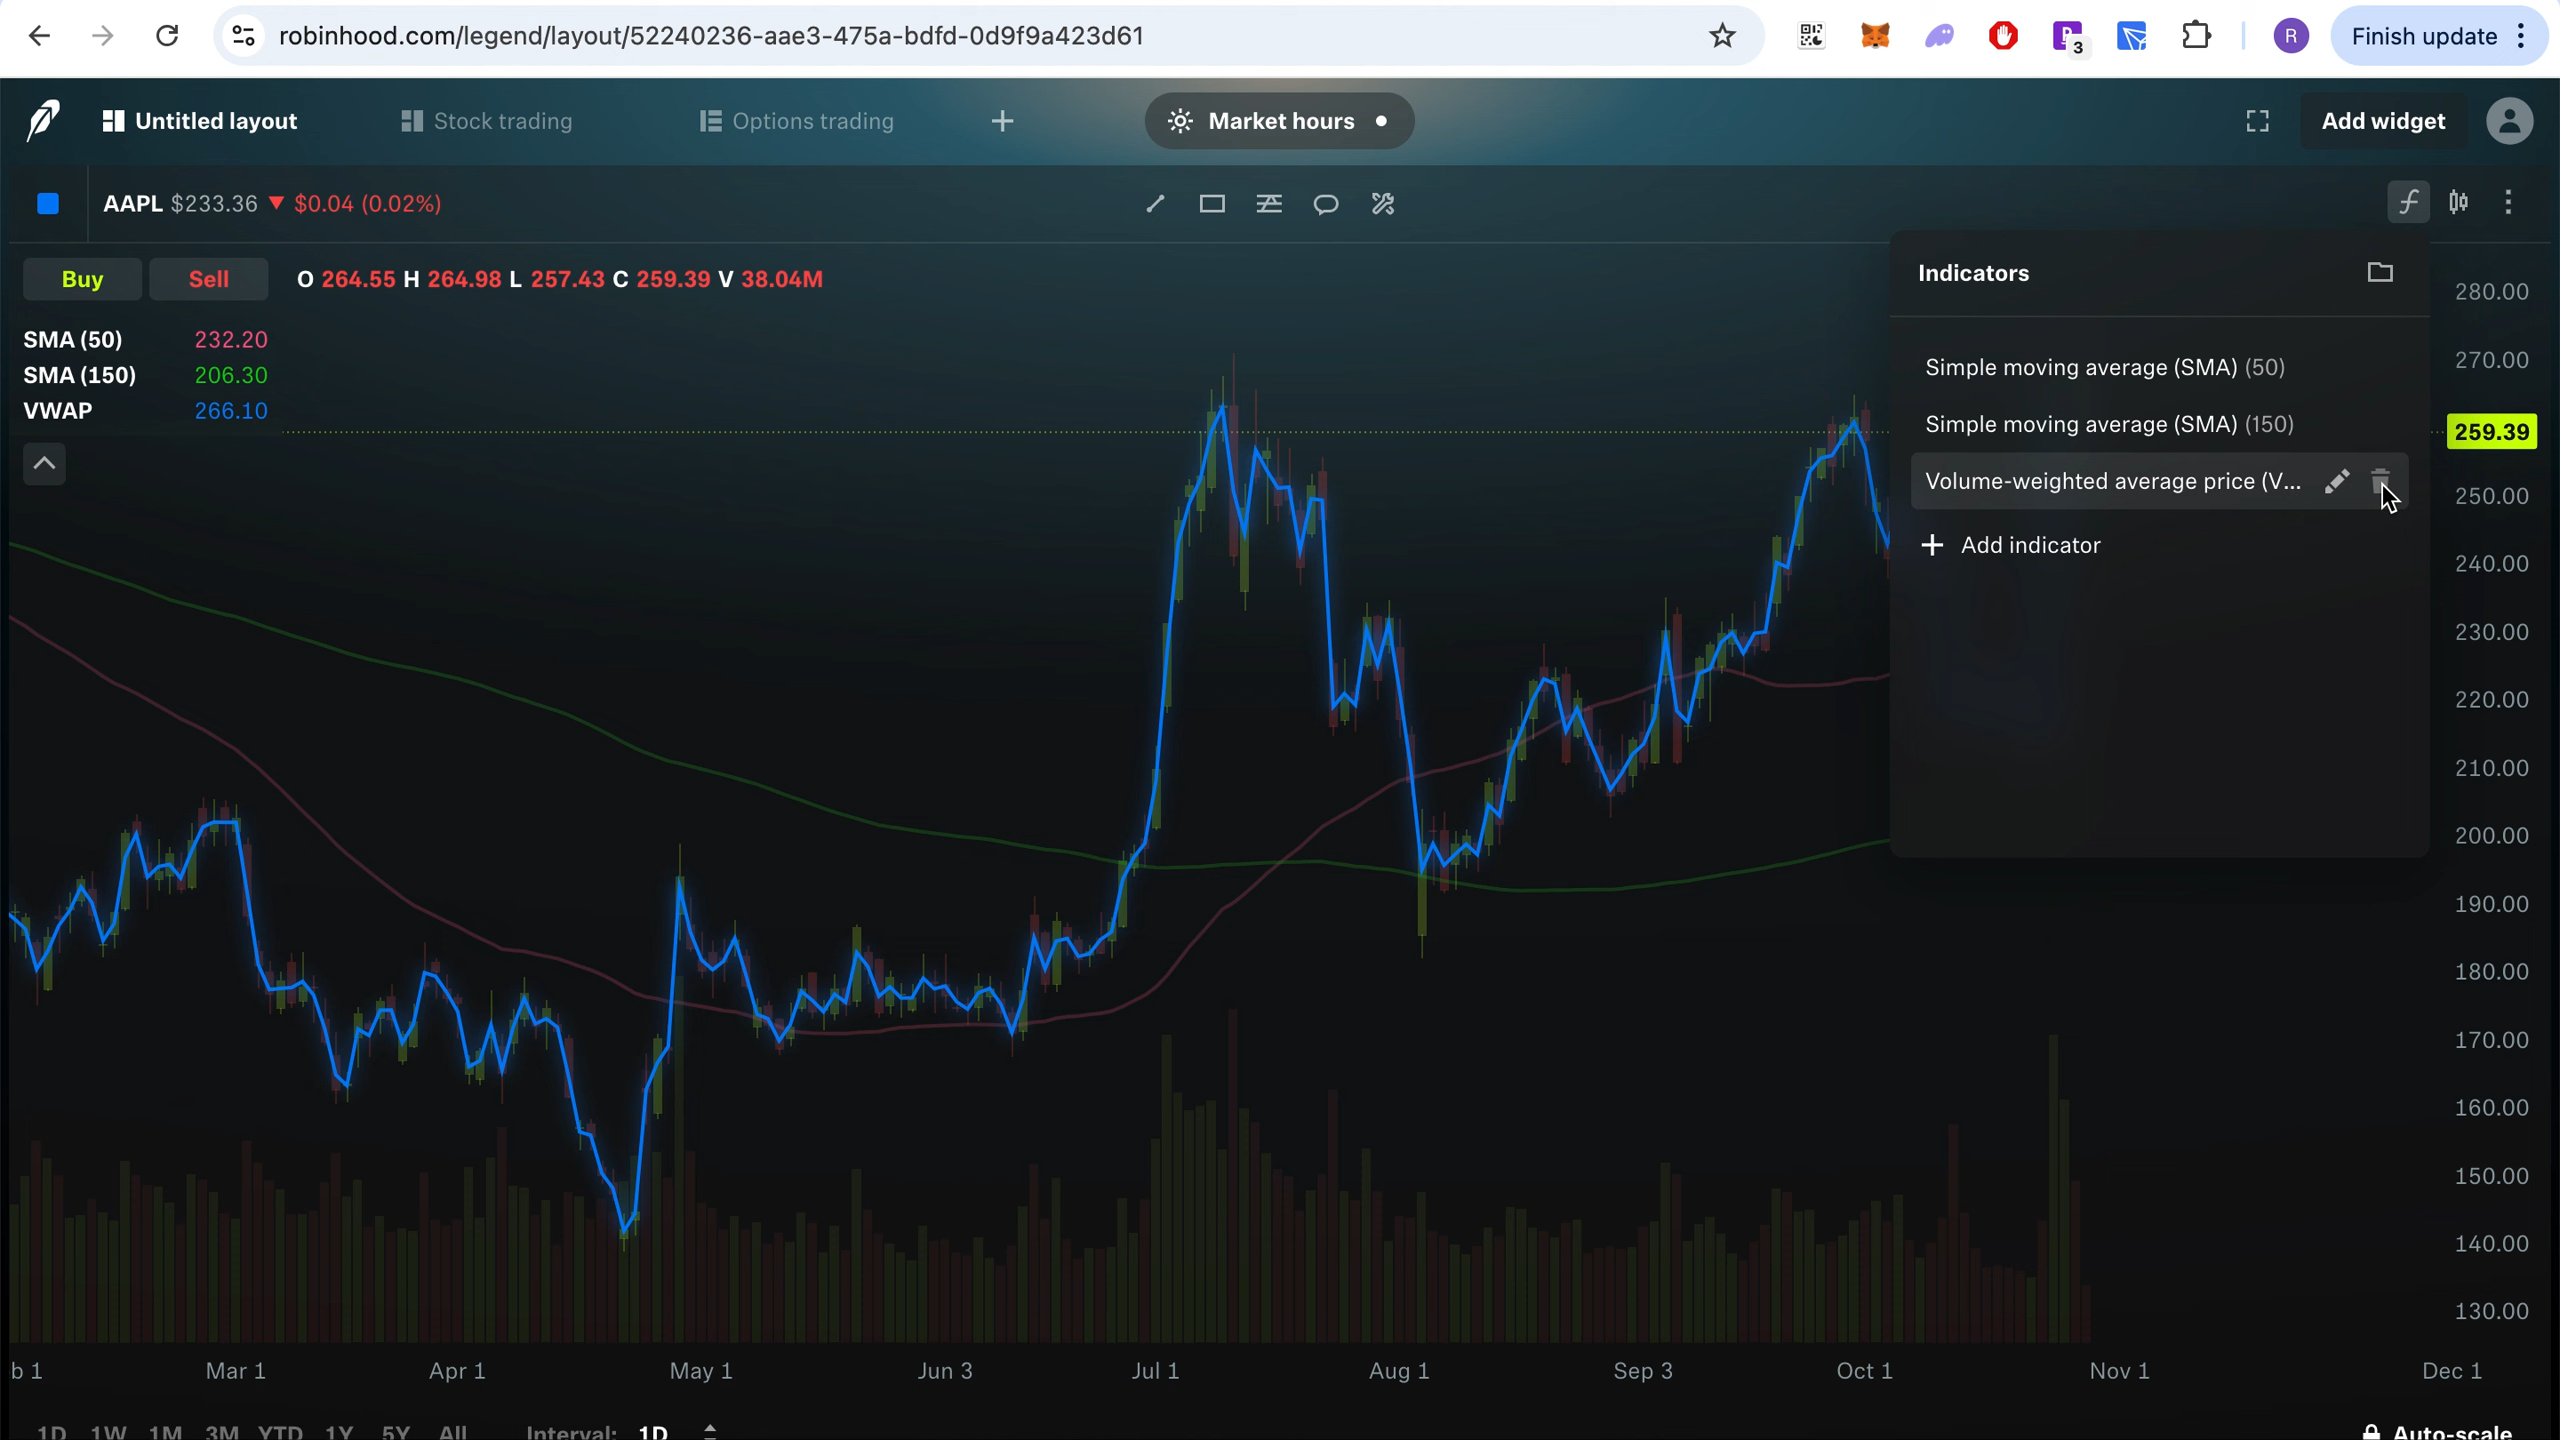 robinhood.com/legend/layout/52240236-aae3-475a-bdfd-0d9f9a423d61
3
R
Finish update
Untitled layout
Stock trading
Options trading
Market hours
Add widget
AAPL $233.36 ▼ $0.04 (0.02%)
Buy
Sell
O 264.55 H 264.98 L 257.43 C 259.39 V 38.04M
SMA (50) 232.20
SMA (150) 206.30
VWAP 266.10
Indicators
Simple moving average (SMA) (50)
Simple moving average (SMA) (150)
Volume-weighted average price (V...
+ Add indicator
280.00
270.00
259.39
250.00
240.00
230.00
220.00
210.00
200.00
190.00
180.00
170.00
160.00
150.00
140.00
130.00
b 1 Mar 1 Apr 1 May 1 Jun 3 Jul 1 Aug 1 Sep 3 Oct 1 Nov 1 Dec 1
1D 1W 1M 3M YTD 1Y 5Y All Interval: 1D Auto-scale